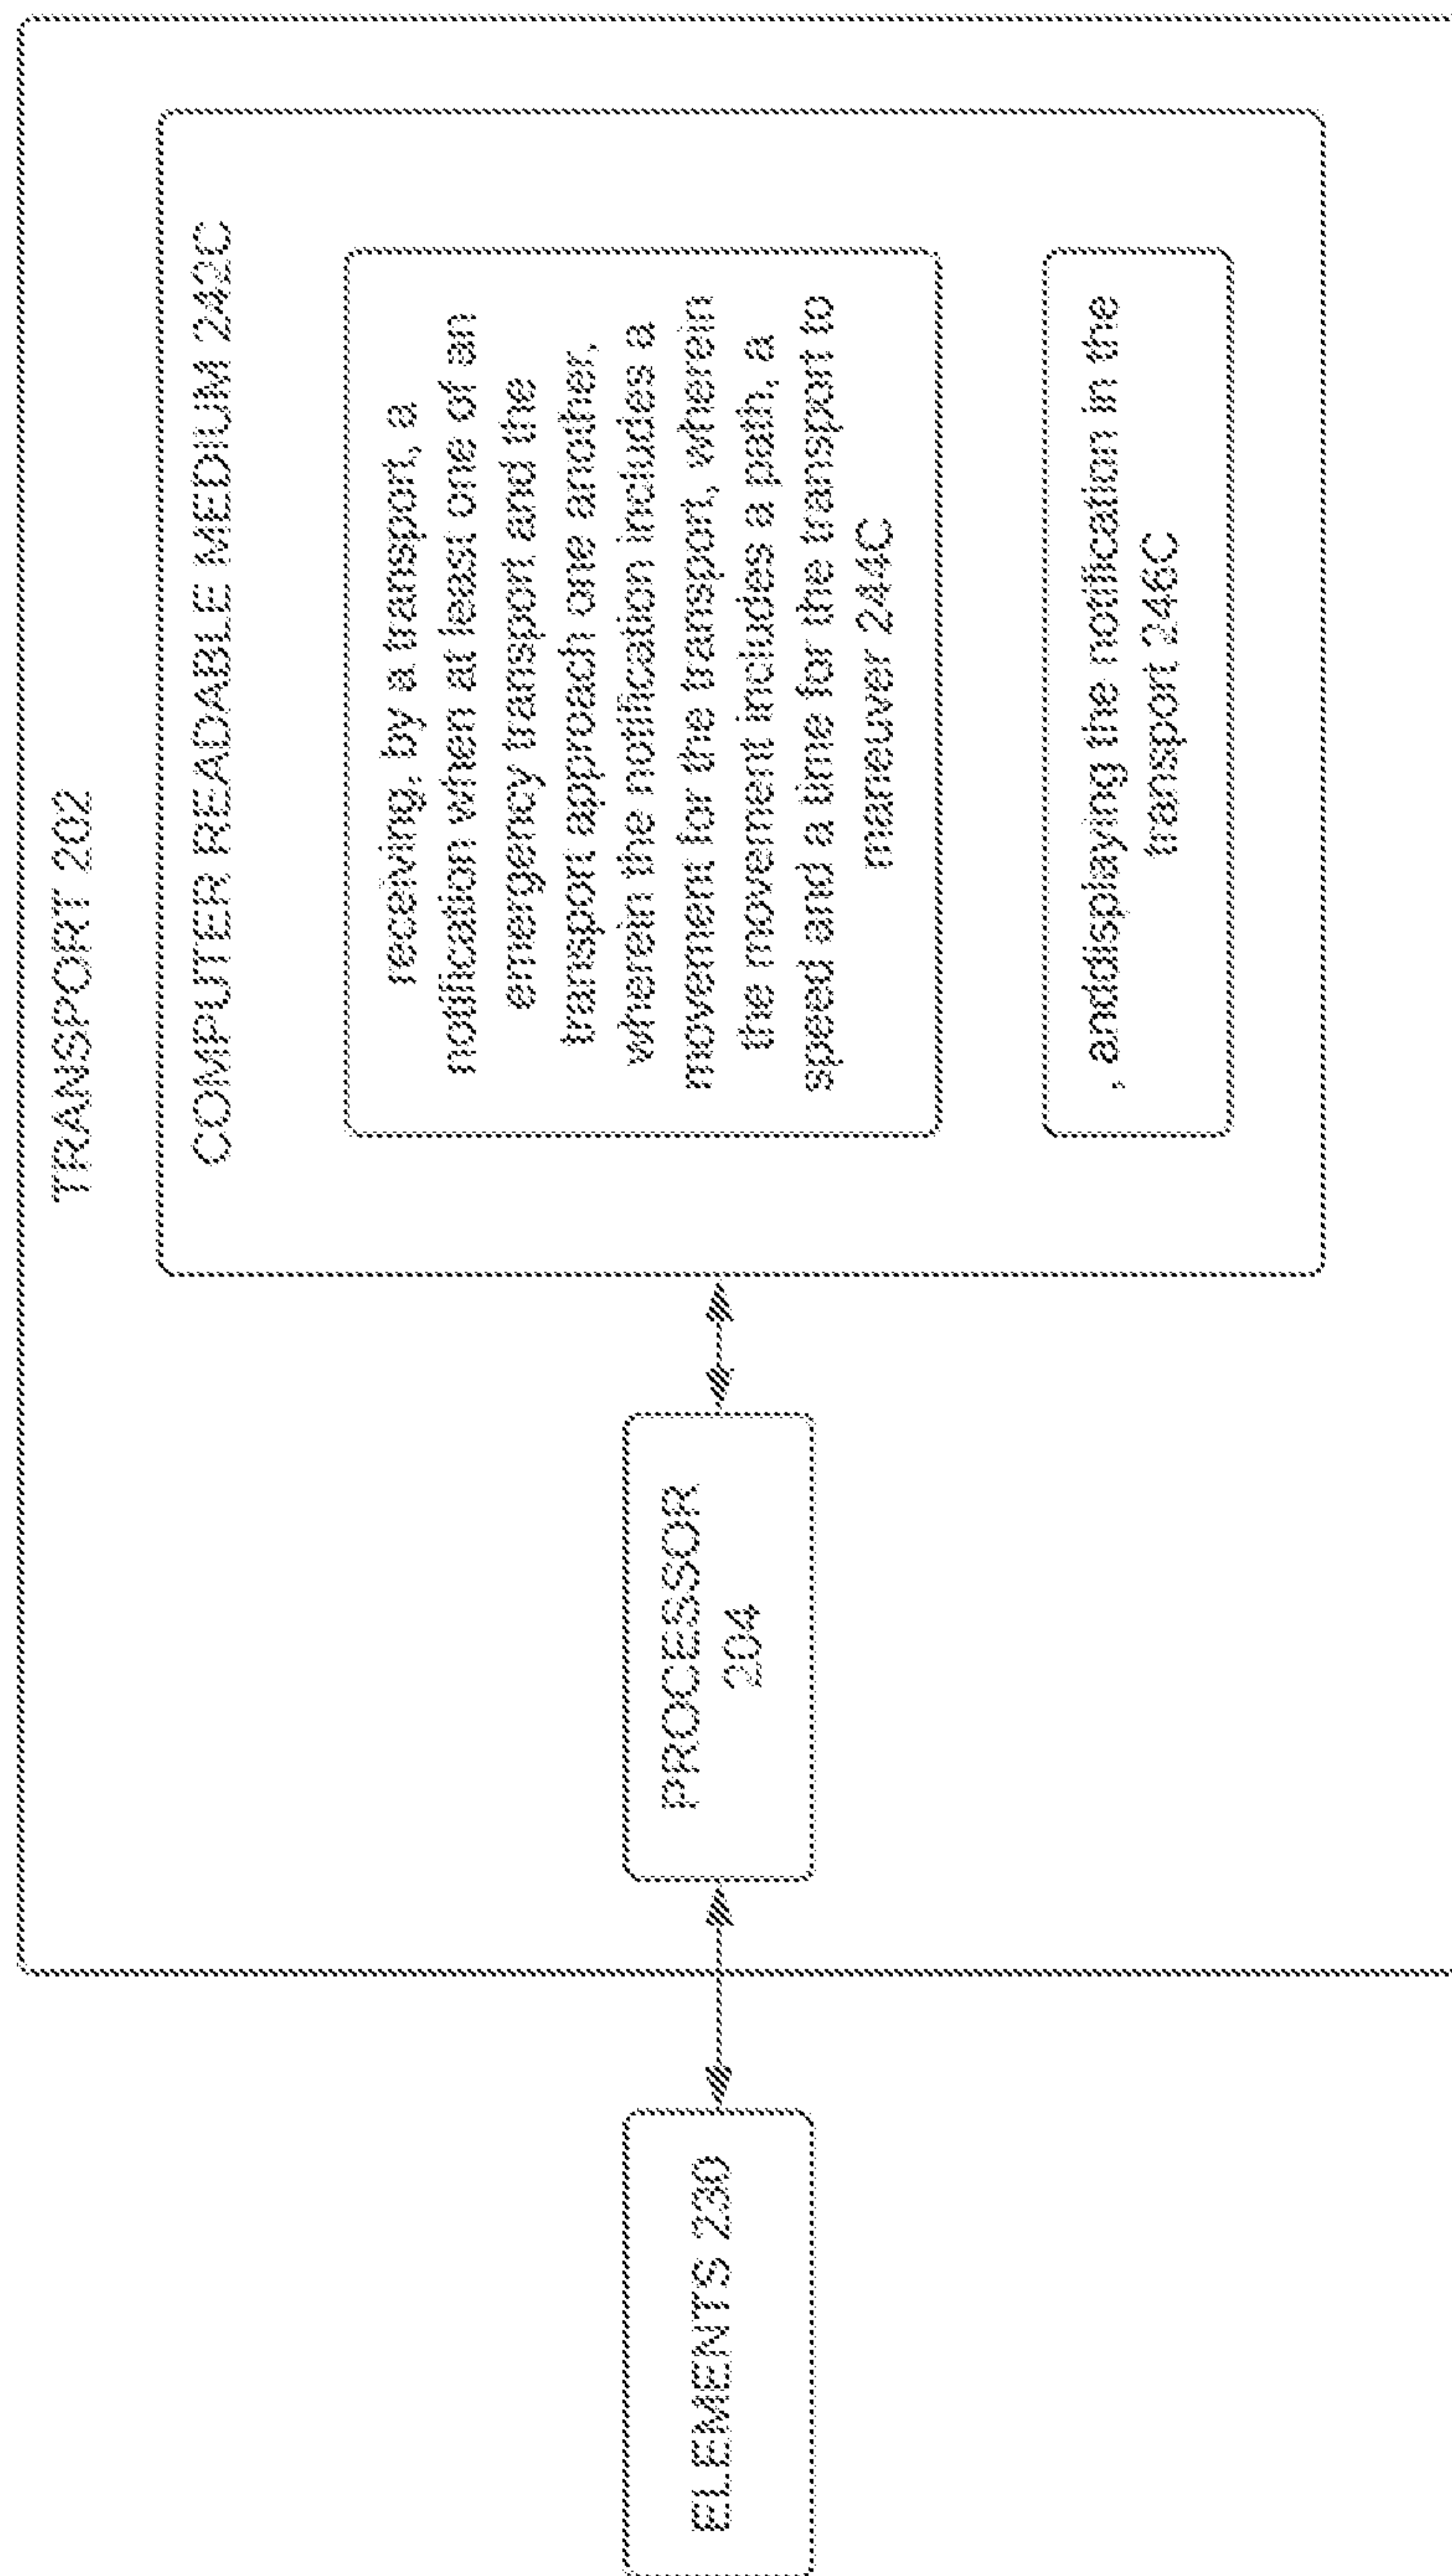 TRANSPORT 202
COMPUTER READABLE MEDIUM 242C
receiving, by a transport, a
notification when at least one of an
emergency transport and the
transport approach one another,
wherein the notification includes a
movement for the transport, wherein
the movement includes a path, a
speed and a time for the transport to
maneuver 244C
, anddisplaying the notification in the
transport 246C
PROCESSOR
204
ELEMENTS 230